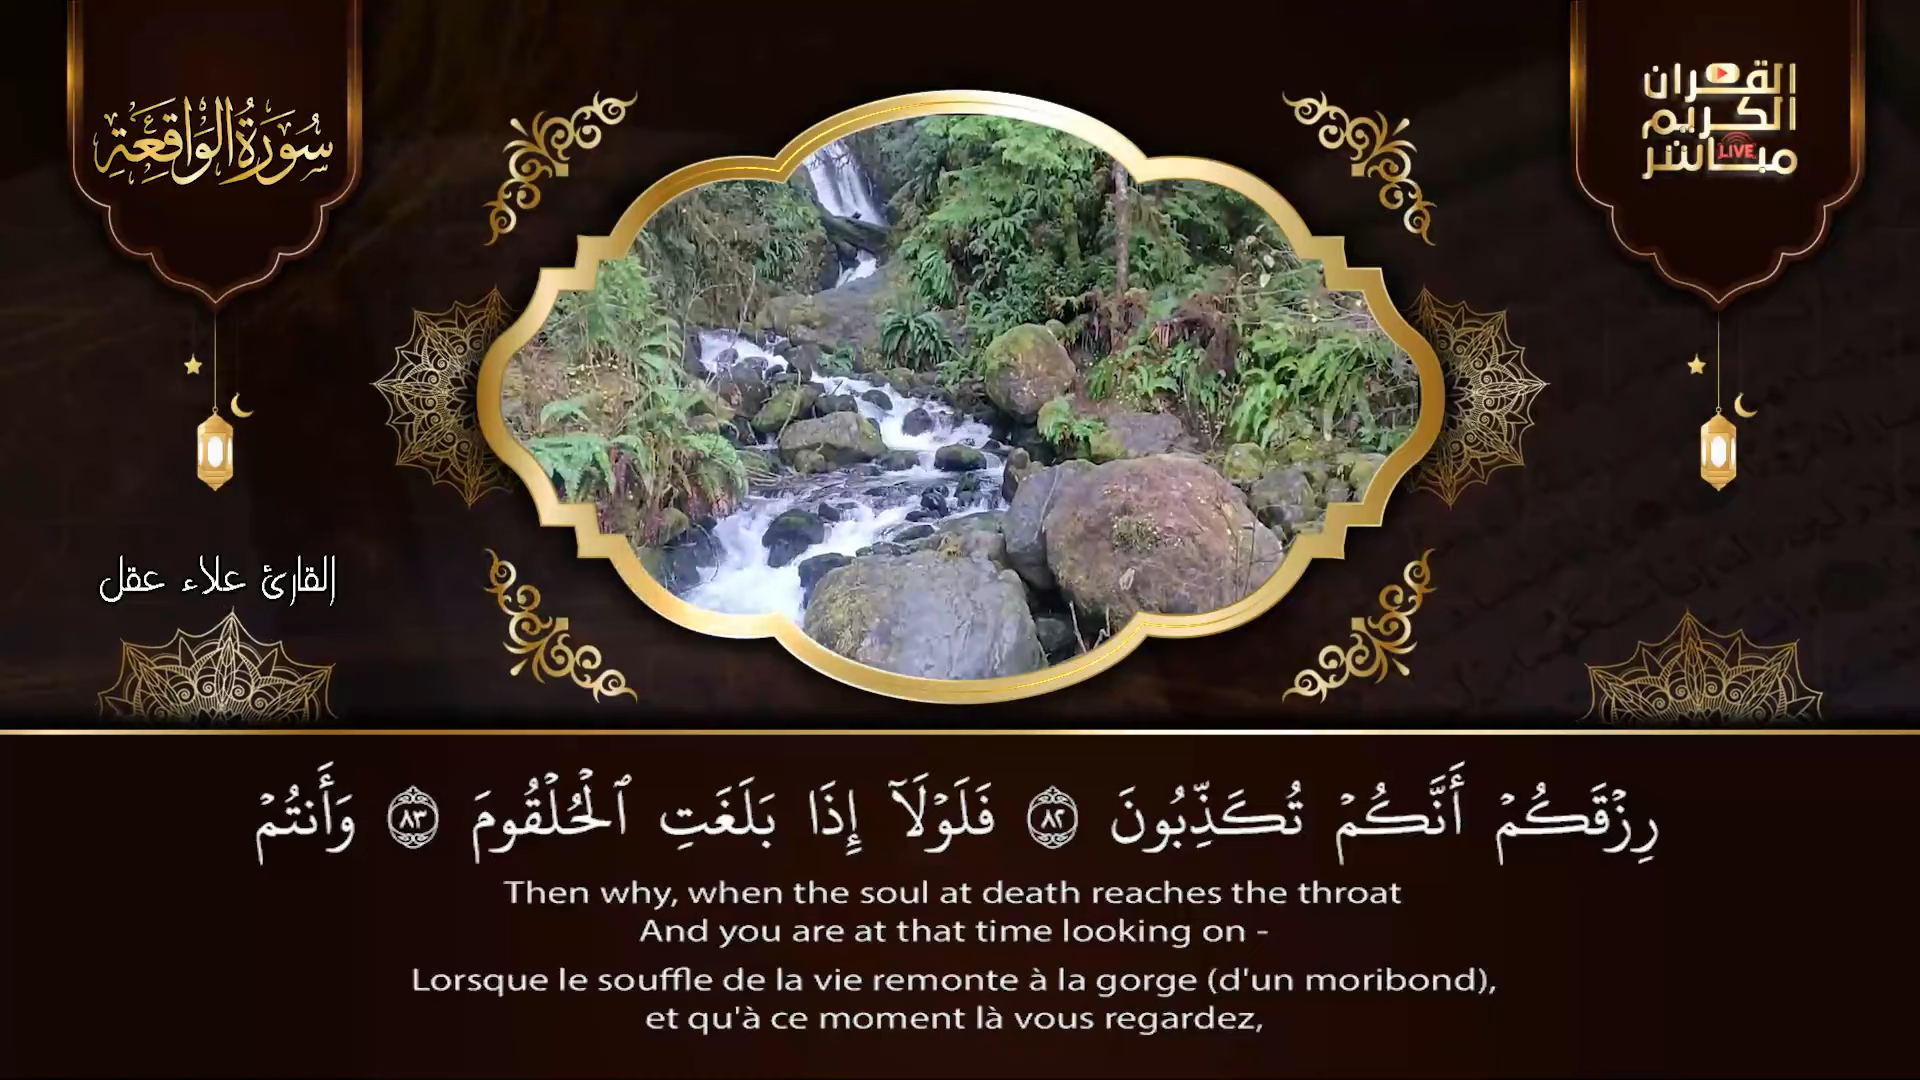 سُورَةُ الْوَاقِعَةِ
القرآن
الكريم
مباشر
LIVE
القارئ علاء عقل
رِزۡقَكُمۡ أَنَّكُمۡ تُكَذِّبُونَ ٨٢ فَلَوۡلَآ إِذَا بَلَغَتِ ٱلۡحُلۡقُومَ ٨٣ وَأَنتُمۡ
Then why, when the soul at death reaches the throat
And you are at that time looking on -
Lorsque le souffle de la vie remonte à la gorge (d'un moribond),
et qu'à ce moment là vous regardez,